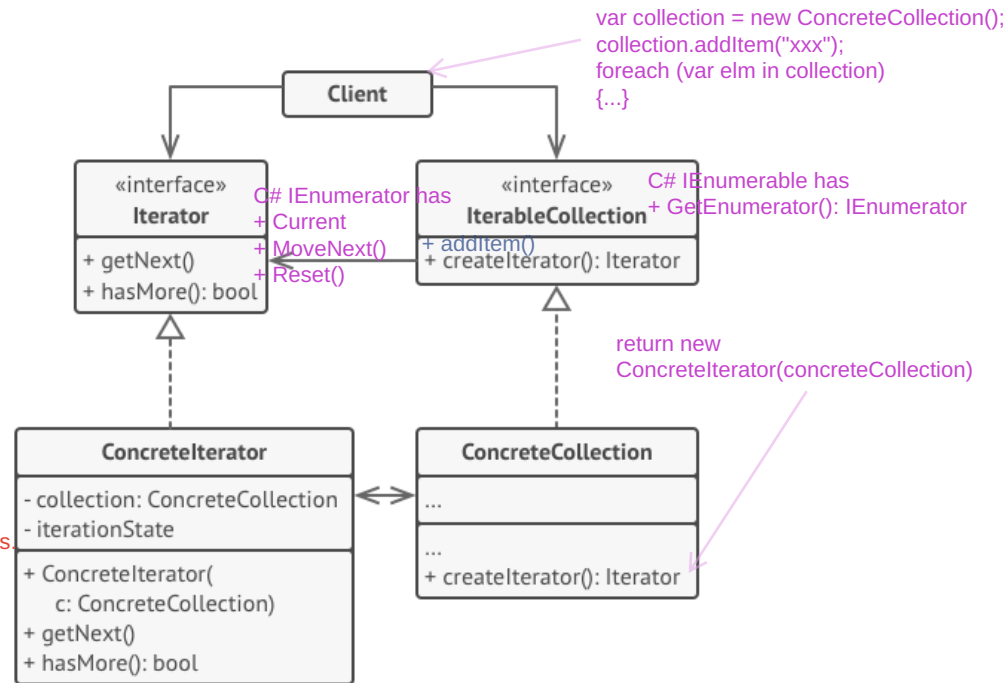 var collection = new ConcreteCollection();
collection.addItem("xxx");
foreach (var elm in collection)
{...}
Client
«interface»
Iterator
+ getNext()
+ hasMore(): bool
C# IEnumerator has
+ Current
+ MoveNext()
+ Reset()
«interface»
IterableCollection
+ addItem()
+ createIterator(): Iterator
C# IEnumerable has
+ GetEnumerator(): IEnumerator
return new
ConcreteIterator(concreteCollection)
ConcreteIterator
- collection: ConcreteCollection
- iterationState
+ ConcreteIterator(
c: ConcreteCollection)
+ getNext()
+ hasMore(): bool
ConcreteCollection
...
...
+ createIterator(): Iterator